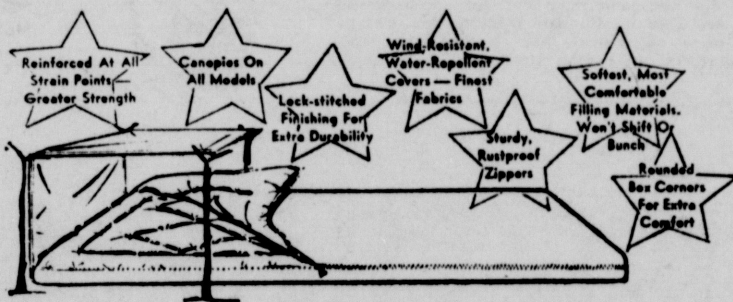 Reinforced At All
Strain Points —
Greater Strength
Canopies On
All Models
Lock-stitched
Finishing For
Extra Durability
Wind-Resistant,
Water-Repellent
Covers — Finest
Fabrics
Sturdy,
Rustproof
Zippers
Softest, Most
Comfortable
Filling Materials.
Won't Shift Or
Bunch
Rounded
Box Corners
For Extra
Comfort